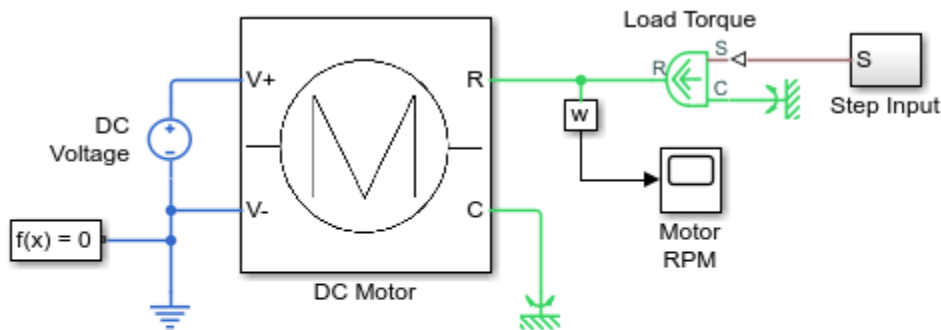 Load Torque
S
R
C
S
Step Input
V+
R
w
DC
Voltage
V-
C
f(x) = 0
Motor
RPM
DC Motor